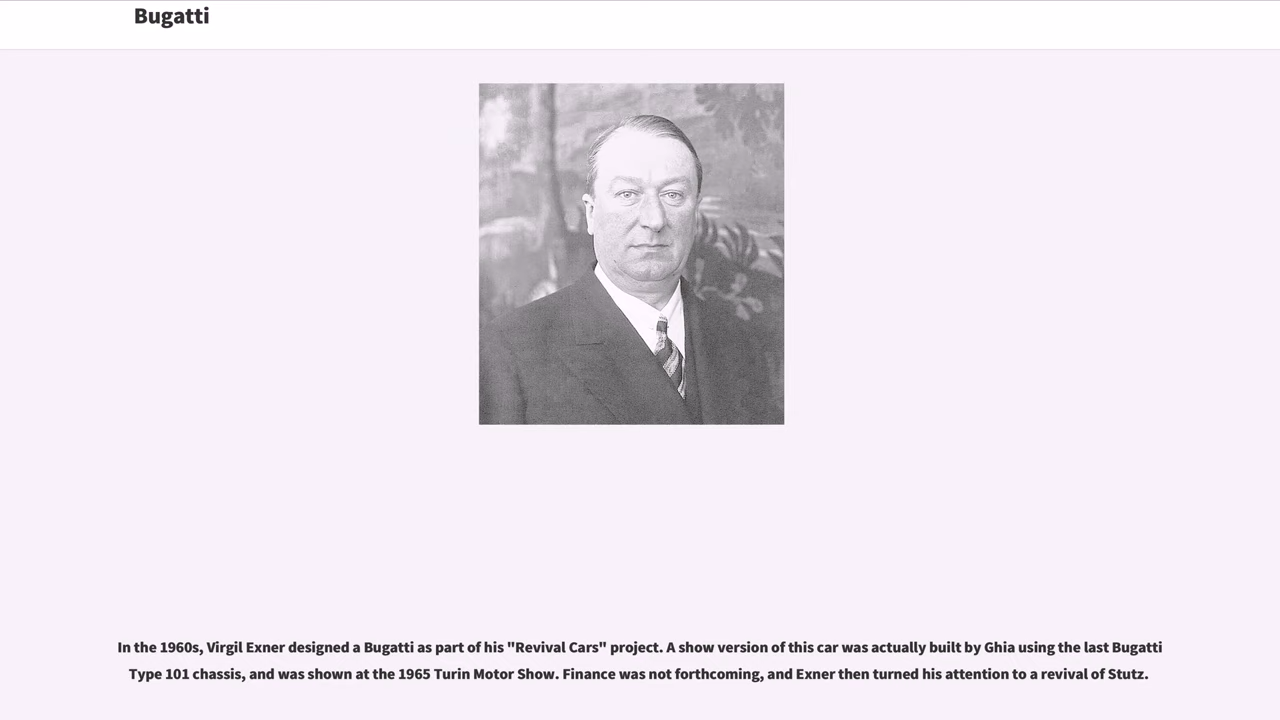 Bugatti
In the 1960s, Virgil Exner designed a Bugatti as part of his "Revival Cars" project. A show version of this car was actually built by Ghia using the last Bugatti
Type 101 chassis, and was shown at the 1965 Turin Motor Show. Finance was not forthcoming, and Exner then turned his attention to a revival of Stutz.